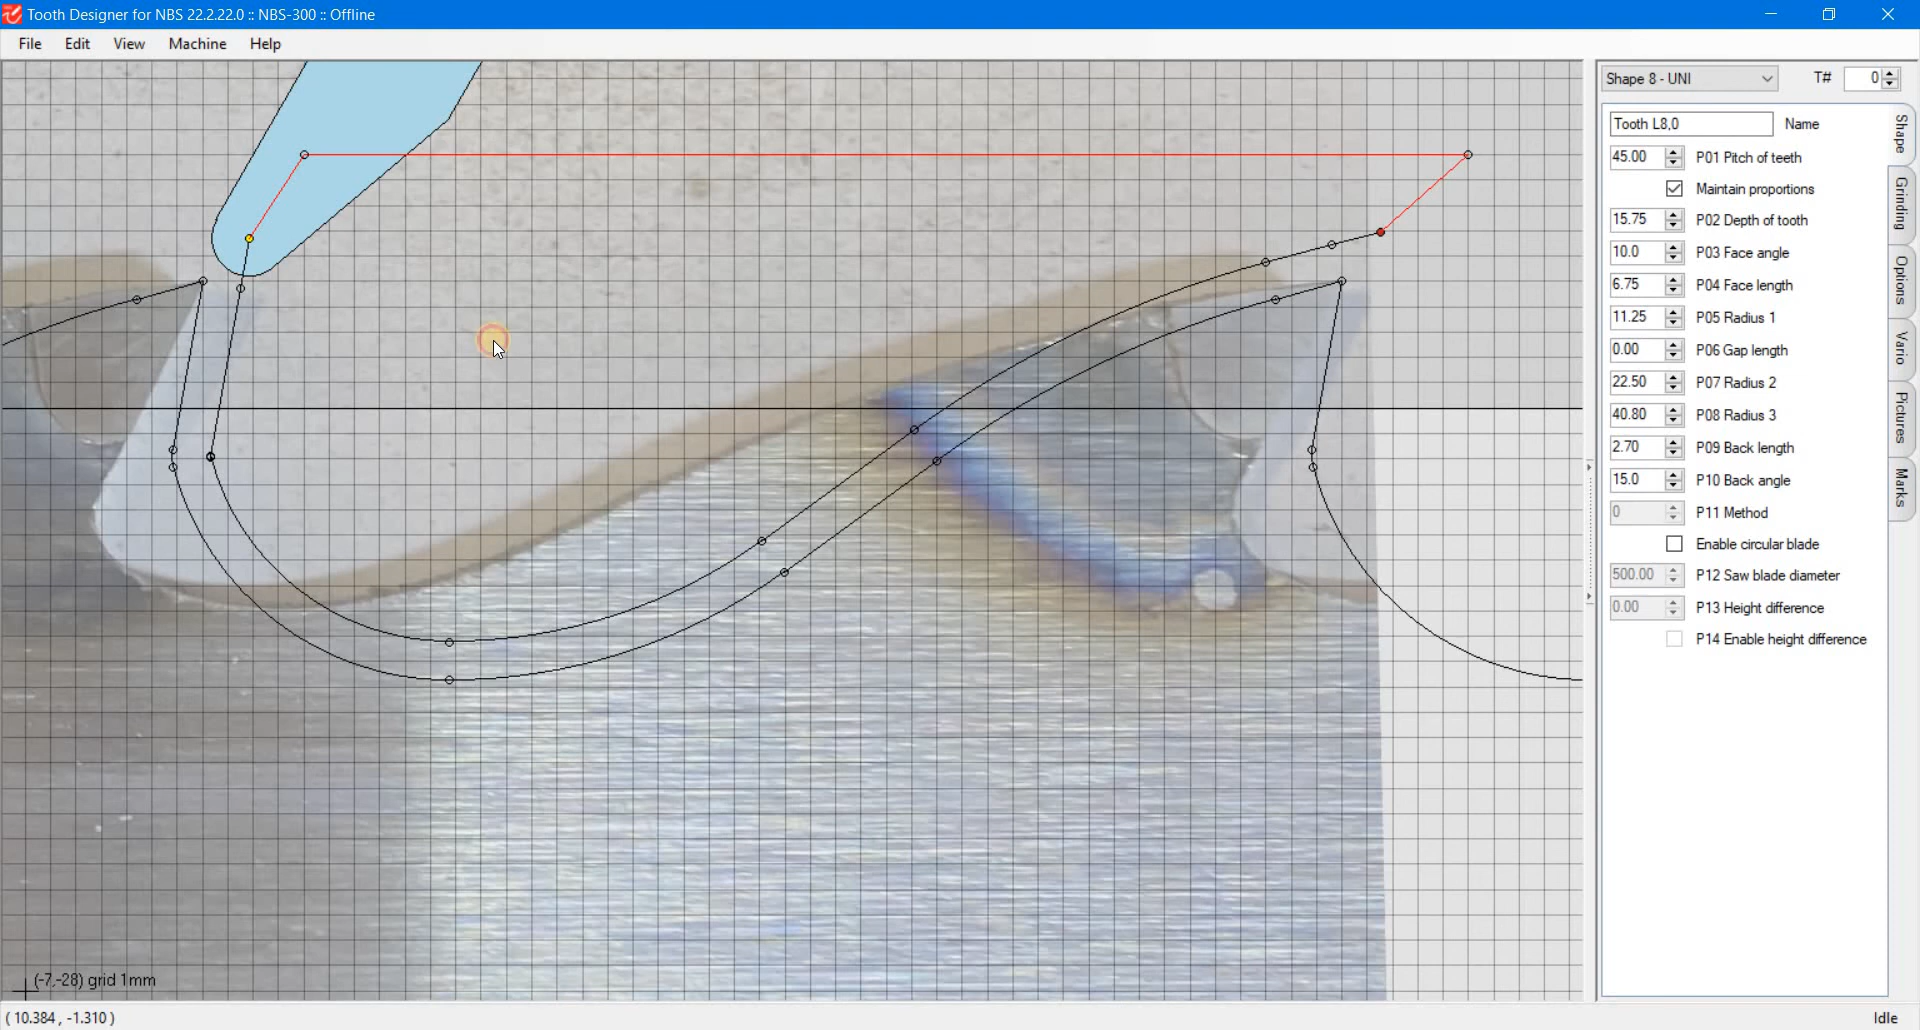 Tooth Designer for NBS 22.2.22.0 :: NBS-300 :: Offline
File Edit View Machine Help
Shape 8 - UNI T# 0
Tooth L8,0 Name
45.00 P01 Pitch of teeth
Maintain proportions
15.75 P02 Depth of tooth
10.0 P03 Face angle
6.75 P04 Face length
11.25 P05 Radius 1
0.00 P06 Gap length
22.50 P07 Radius 2
40.80 P08 Radius 3
2.70 P09 Back length
15.0 P10 Back angle
0 P11 Method
Enable circular blade
500.00 P12 Saw blade diameter
0.00 P13 Height difference
P14 Enable height difference
Shape
Grinding
Options
Vario
Pictures
Marks
(-7,-28) grid 1mm
( 10.384 , -1.310 )
Idle